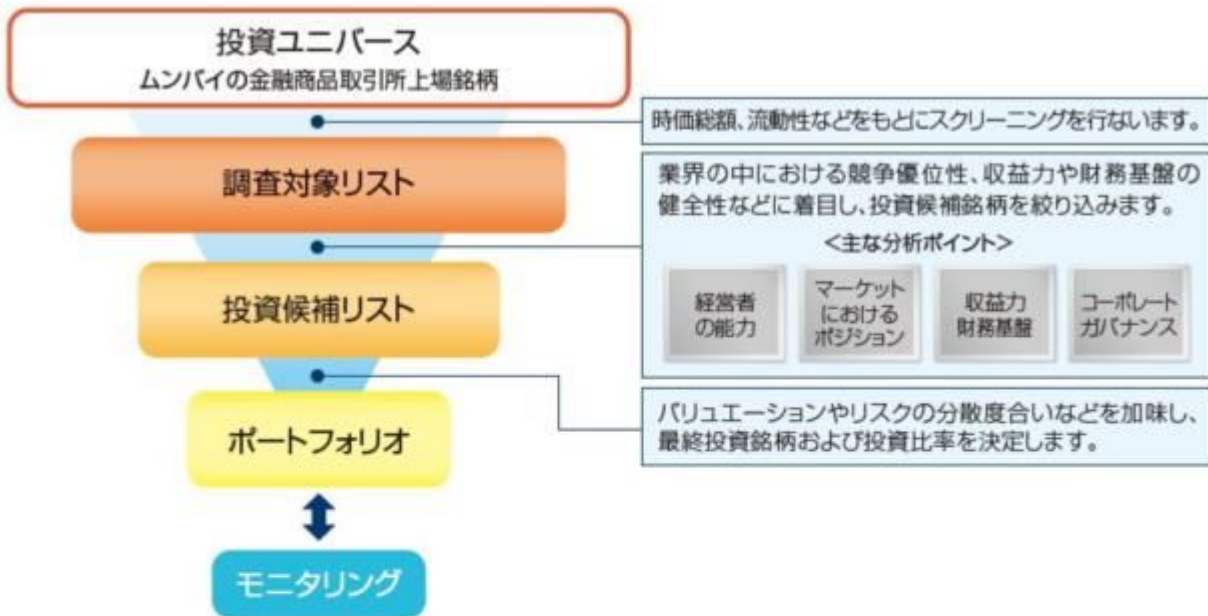 投資ユニバース
ムンバイの金融商品取引所上場銘柄
時価総額、流動性などをもとにスクリーニングを行ないます。
調査対象リスト
業界の中における競争優位性、収益力や財務基盤の
健全性などに着目し、投資候補銘柄を絞り込みます。
<主な分析ポイント>
経営者
の能力
マーケット
における
ポジション
収益力
財務基盤
コーポレート
ガバナンス
投資候補リスト
バリュエーションやリスクの分散度合いなどを加味し、
最終投資銘柄および投資比率を決定します。
ポートフォリオ
モニタリング